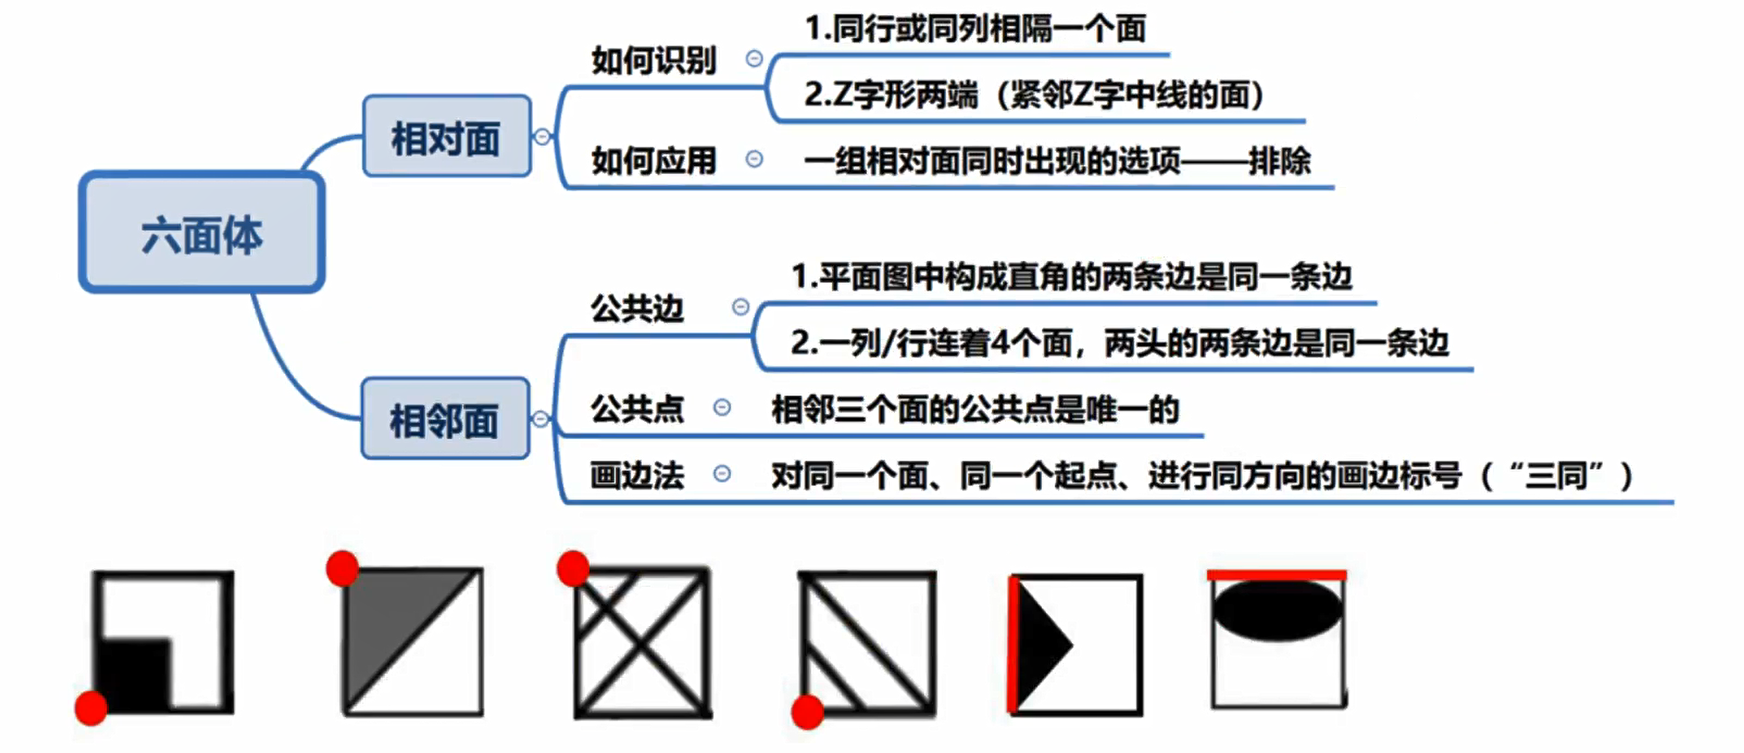 六面体
相对面
如何识别
1.同行或同列相隔一个面
2.Z字形两端（紧邻Z字中线的面）
如何应用
一组相对面同时出现的选项——排除
相邻面
公共边
1.平面图中构成直角的两条边是同一条边
2.一列/行连着4个面，两头的两条边是同一条边
公共点
相邻三个面的公共点是唯一的
画边法
对同一个面、同一个起点、进行同方向的画边标号（“三同”）